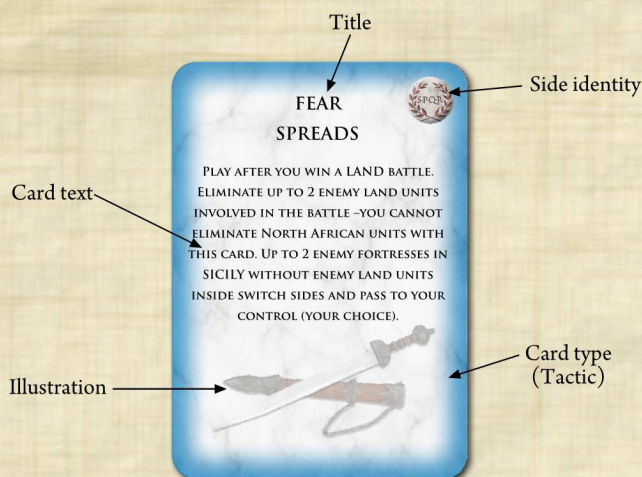 Title
Side identity
SPQR
FEAR
SPREADS
PLAY AFTER YOU WIN A LAND BATTLE.
ELIMINATE UP TO 2 ENEMY LAND UNITS
INVOLVED IN THE BATTLE –YOU CANNOT
ELIMINATE NORTH AFRICAN UNITS WITH
THIS CARD. UP TO 2 ENEMY FORTRESSES IN
SICILY WITHOUT ENEMY LAND UNITS
INSIDE SWITCH SIDES AND PASS TO YOUR
CONTROL (YOUR CHOICE).
Card text
Card type
(Tactic)
Illustration